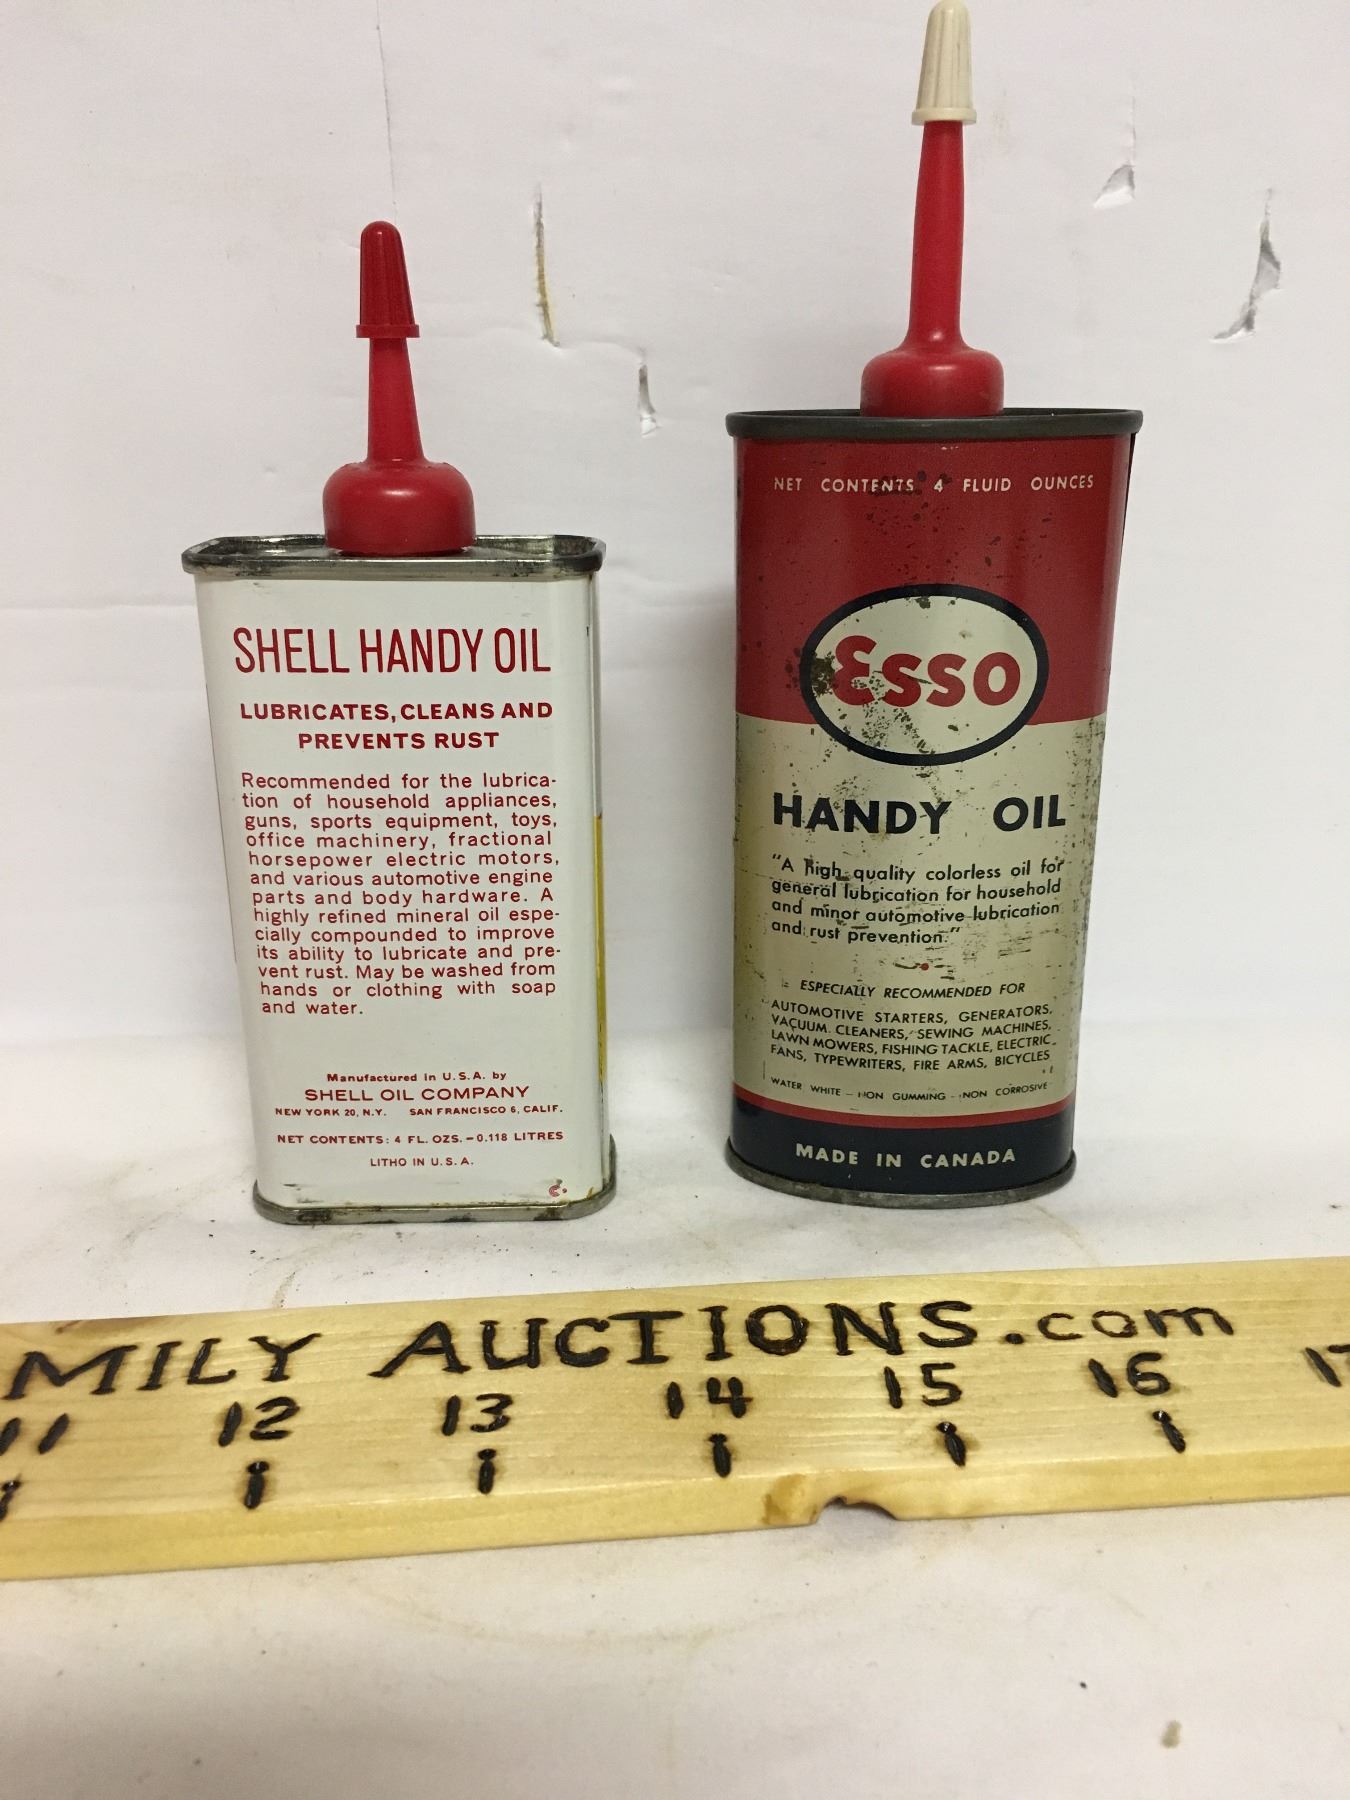 SHELL HANDY OIL
LUBRICATES, CLEANS AND
PREVENTS RUST
Recommended for the lubrica-
tion of household appliances,
guns, sports equipment, toys,
office machinery, fractional
horsepower electric motors,
and various automotive engine
parts and body hardware. A
highly refined mineral oil espe-
cially compounded to improve
its ability to lubricate and pre-
vent rust. May be washed from
hands or clothing with soap
and water.
Manufactured in U.S.A. by
SHELL OIL COMPANY
NEW YORK 20, N.Y. SAN FRANCISCO 6, CALIF.
NET CONTENTS: 4 FL. OZS. – 0.118 LITRES
LITHO IN U.S.A.
NET CONTENTS 4 FLUID OUNCES
Esso
HANDY OIL
"A high quality colorless oil for
general lubrication for household
and minor automotive lubrication
and rust prevention."
ESPECIALLY RECOMMENDED FOR
AUTOMOTIVE STARTERS, GENERATORS,
VACUUM CLEANERS, SEWING MACHINES,
LAWN MOWERS, FISHING TACKLE, ELECTRIC
FANS, TYPEWRITERS, FIRE ARMS, BICYCLES
WATER WHITE – NON GUMMING – NON CORROSIVE
MADE IN CANADA
MILY AUCTIONS.com
11 12 13 14 15 16 17